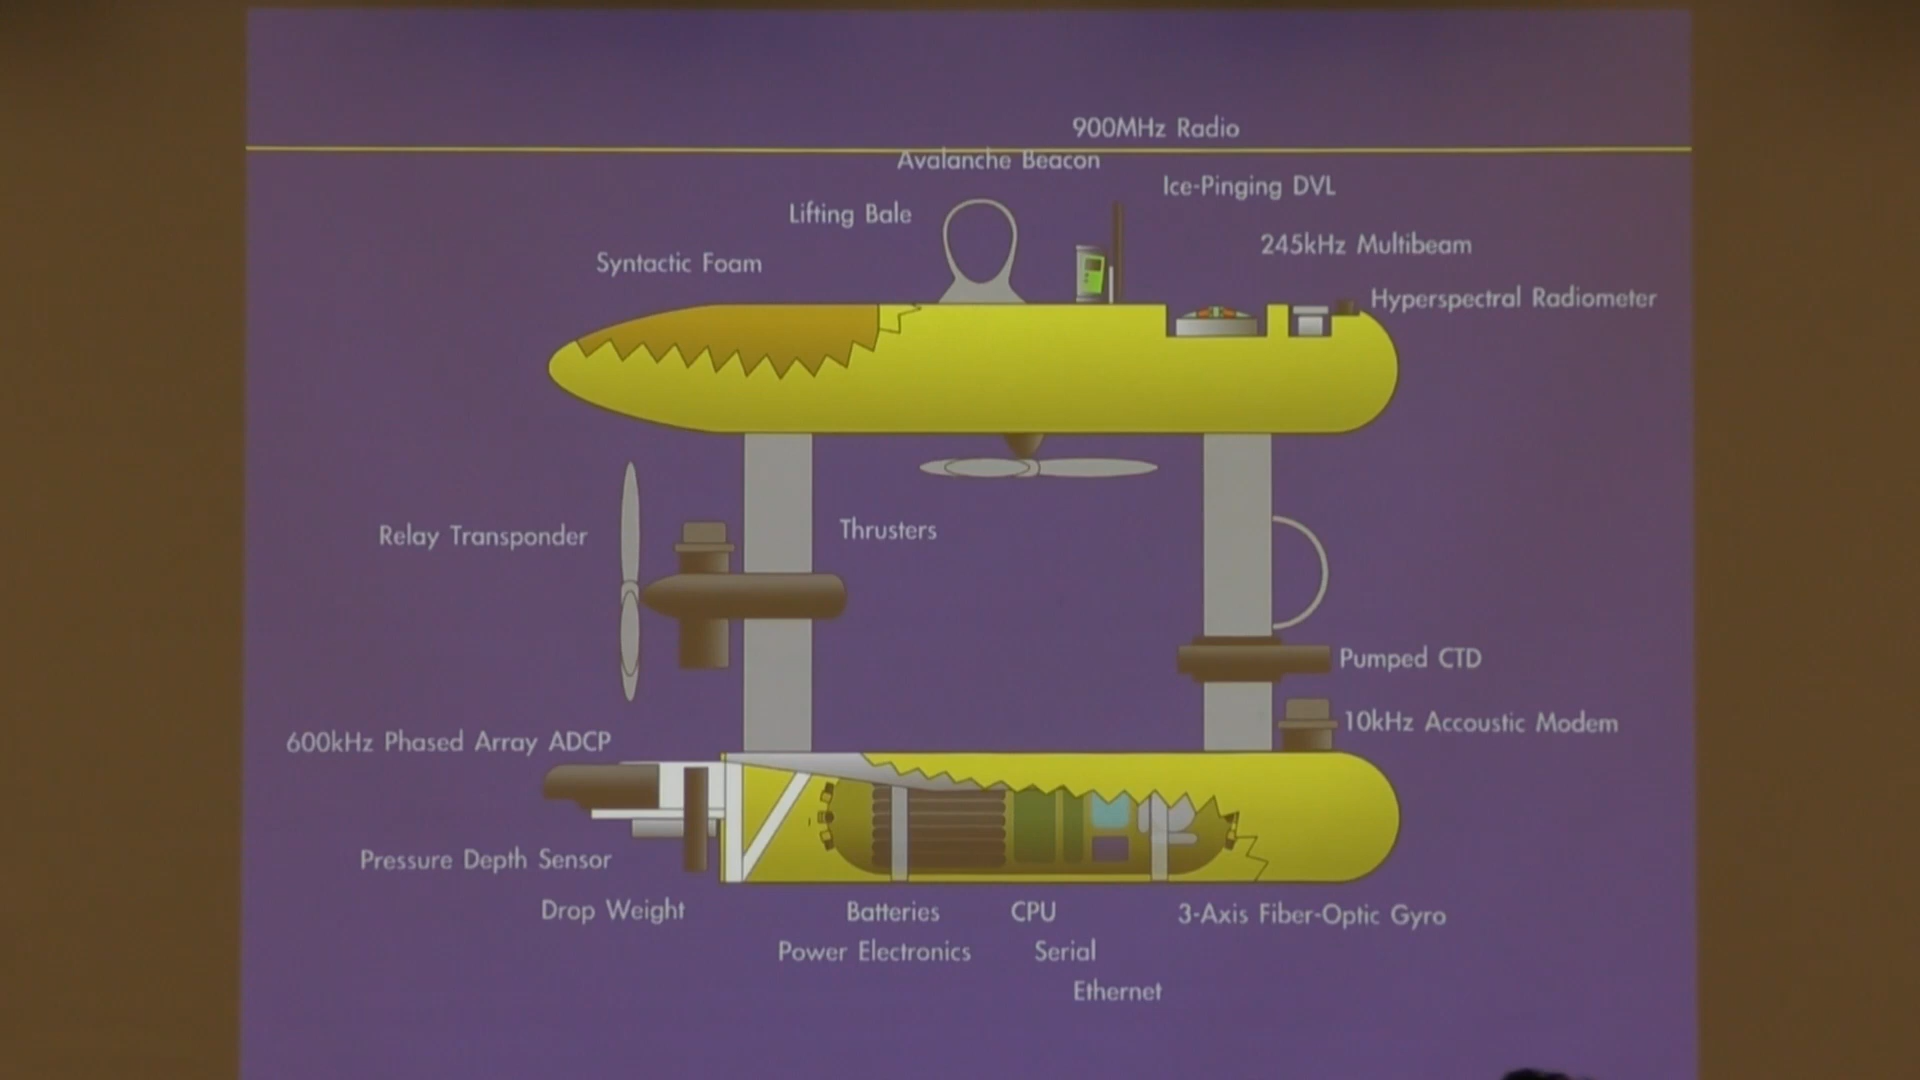 900MHz Radio
Avalanche Beacon
Ice-Pinging DVL
Lifting Bale
245kHz Multibeam
Syntactic Foam
Hyperspectral Radiometer
Relay Transponder
Thrusters
Pumped CTD
10kHz Accoustic Modem
600kHz Phased Array ADCP
Pressure Depth Sensor
Drop Weight
Batteries
CPU
3-Axis Fiber-Optic Gyro
Power Electronics
Serial
Ethernet